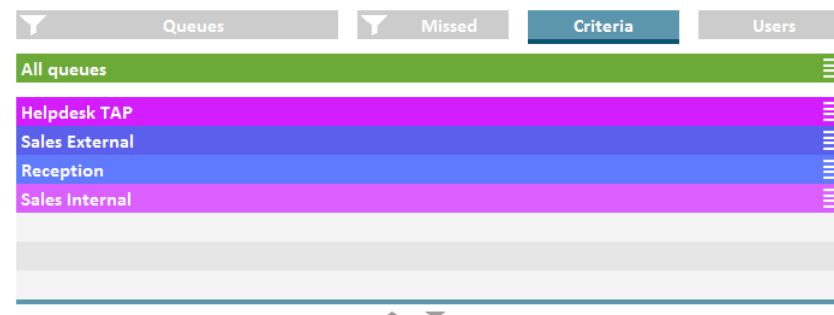 Queues Missed Criteria Users
All queues
Helpdesk TAP
Sales External
Reception
Sales Internal